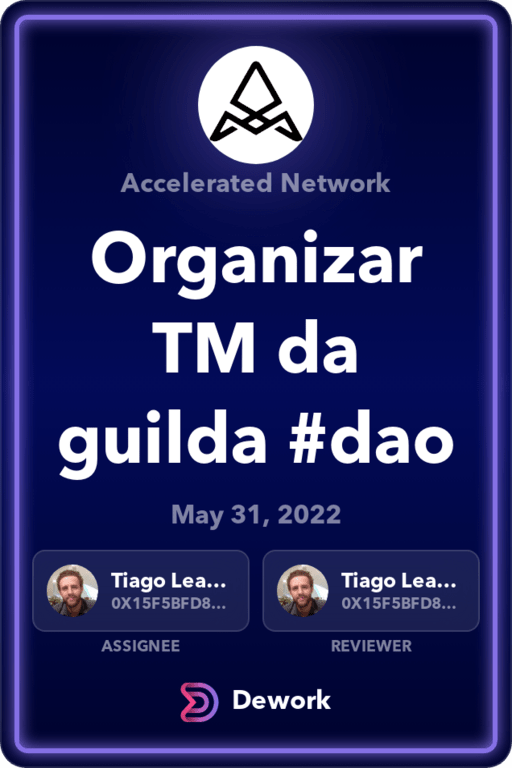 Accelerated Network
Organizar
TM da
guilda #dao
May 31, 2022
Tiago Lea...
0X15F5BFD8...
ASSIGNEE
Tiago Lea...
0X15F5BFD8...
REVIEWER
Dework